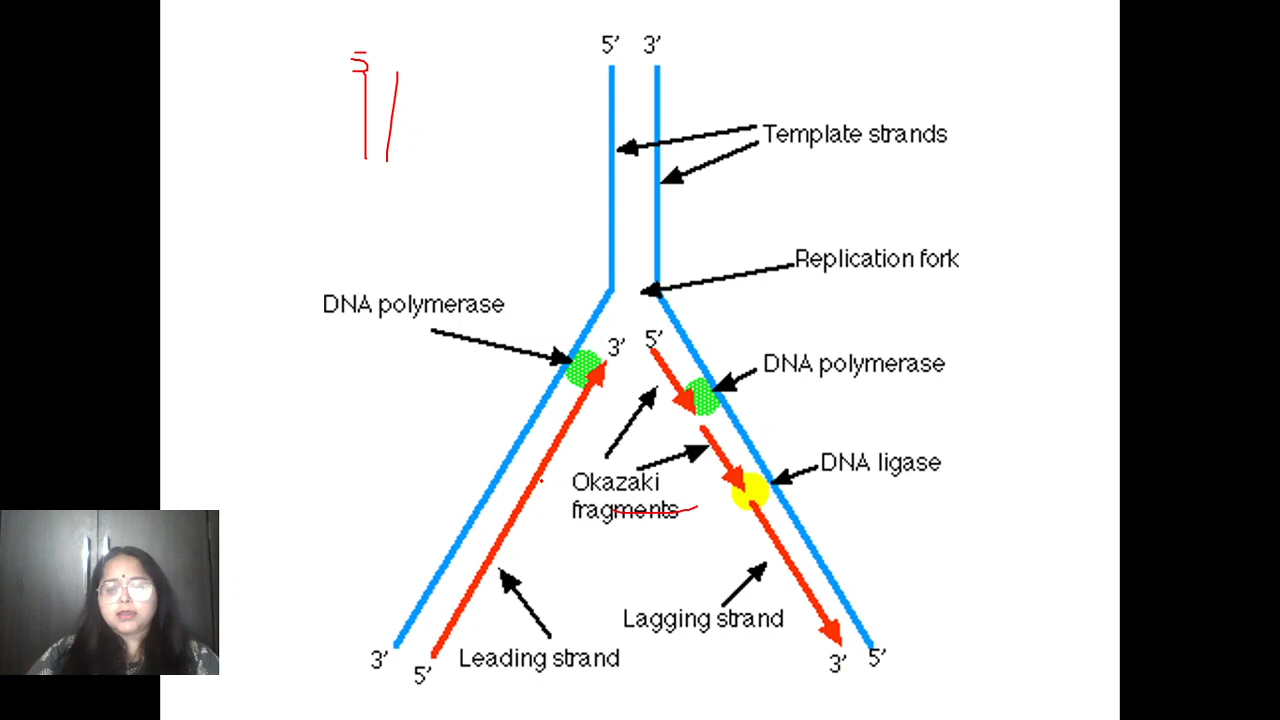 5’ 3’
Template strands
Replication fork
DNA polymerase
3’ 5’
DNA polymerase
DNA ligase
Okazaki
fragments
Lagging strand
3’ 5’ Leading strand 3’ 5’